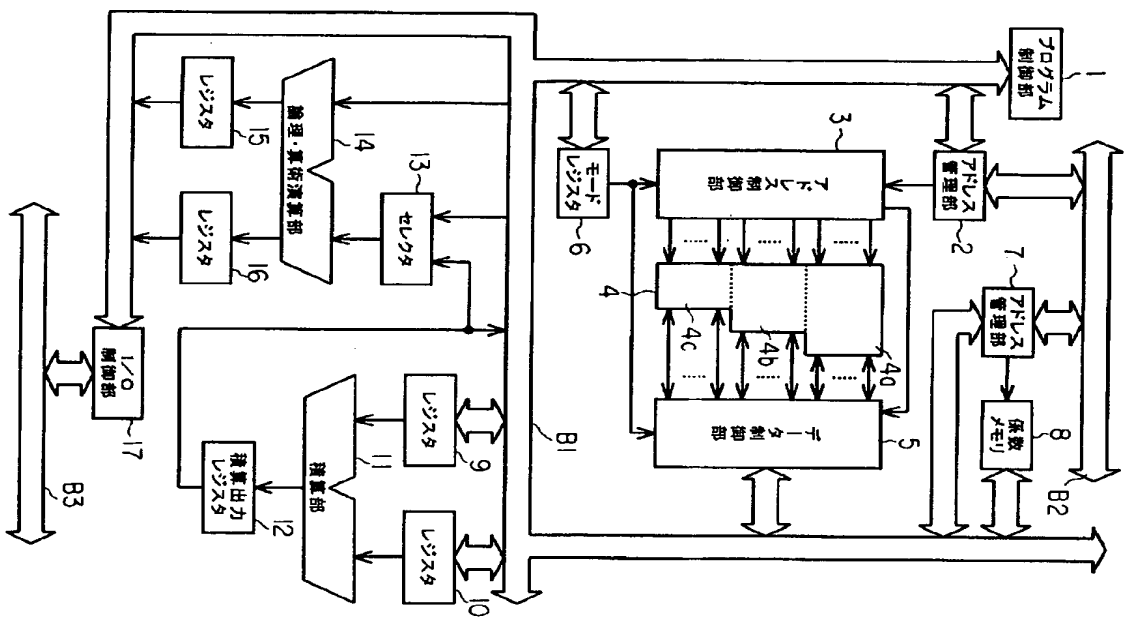 プログラム
制御部
1
アドレス
管理部
2
アドレス制御部
3
モード
レジスタ
6
4
4a
4b
4c
データ制御部
5
アドレス
管理部
7
係数
メモリ
8
B2
B1
レジスタ
9
レジスタ
10
積算部
11
積算出力
レジスタ
12
セレクタ
13
論理・算術演算部
14
レジスタ
15
レジスタ
16
I/O
制御部
17
B3